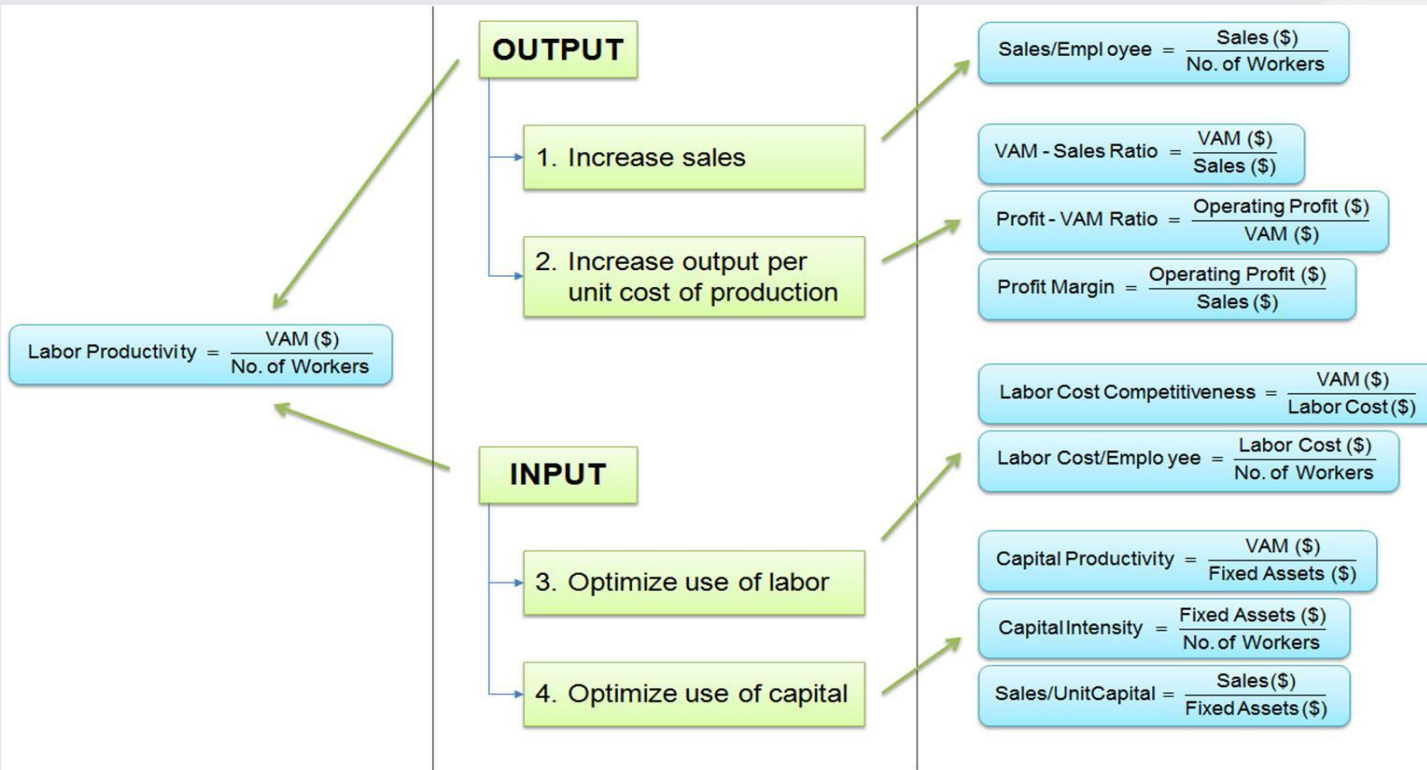 OUTPUT
1. Increase sales
2. Increase output per
unit cost of production
Labor Productivity = VAM ($)
No. of Workers
INPUT
3. Optimize use of labor
4. Optimize use of capital
Sales/Empl oyee = Sales ($)
No. of Workers
VAM - Sales Ratio = VAM ($)
Sales ($)
Profit - VAM Ratio = Operating Profit ($)
VAM ($)
Profit Margin = Operating Profit ($)
Sales ($)
Labor Cost Competitiveness = VAM ($)
Labor Cost ($)
Labor Cost/Emplo yee = Labor Cost ($)
No. of Workers
Capital Productivity = VAM ($)
Fixed Assets ($)
Capital Intensity = Fixed Assets ($)
No. of Workers
Sales/UnitCapital = Sales ($)
Fixed Assets ($)